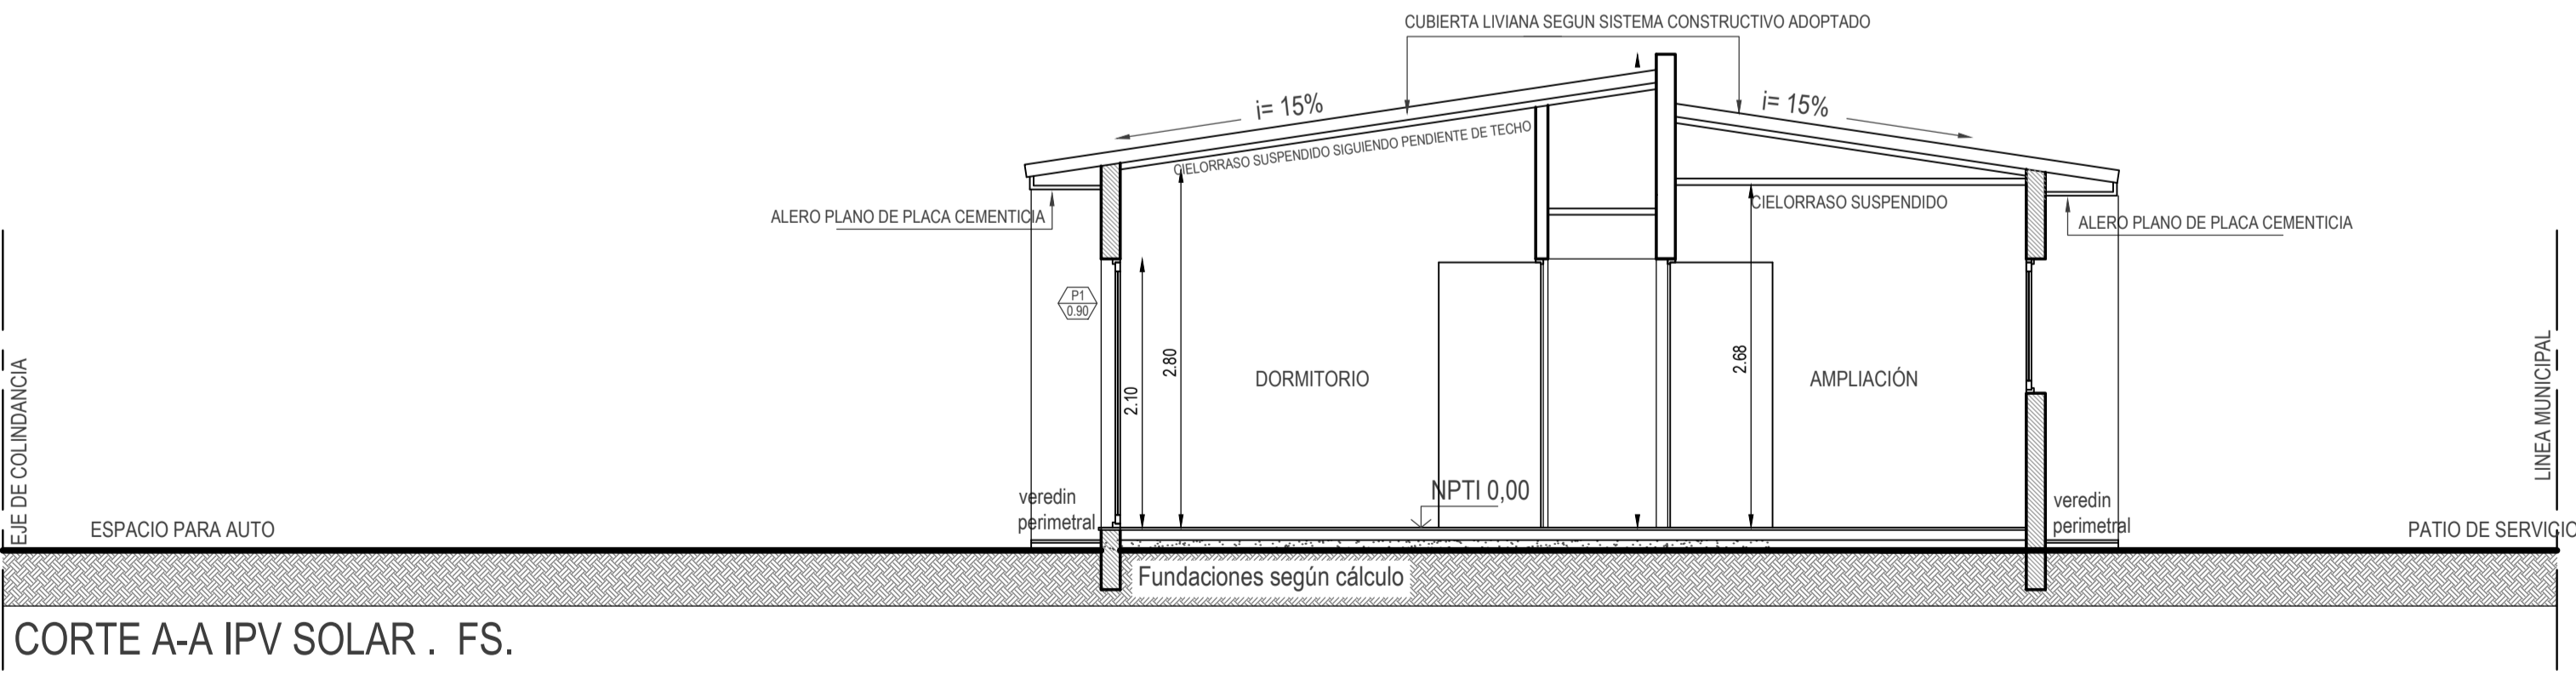 CUBIERTA LIVIANA SEGUN SISTEMA CONSTRUCTIVO ADOPTADO
i= 15%
i= 15%
CIELORRASO SUSPENDIDO SIGUIENDO PENDIENTE DE TECHO
CIELORRASO SUSPENDIDO
ALERO PLANO DE PLACA CEMENTICIA
ALERO PLANO DE PLACA CEMENTICIA
P1
0.90
2.10
2.80
2.68
DORMITORIO
AMPLIACIÓN
EJE DE COLINDANCIA
LINEA MUNICIPAL
NPTI 0,00
veredin
perimetral
veredin
perimetral
ESPACIO PARA AUTO
PATIO DE SERVICIO
Fundaciones según cálculo
CORTE A-A IPV SOLAR . FS.